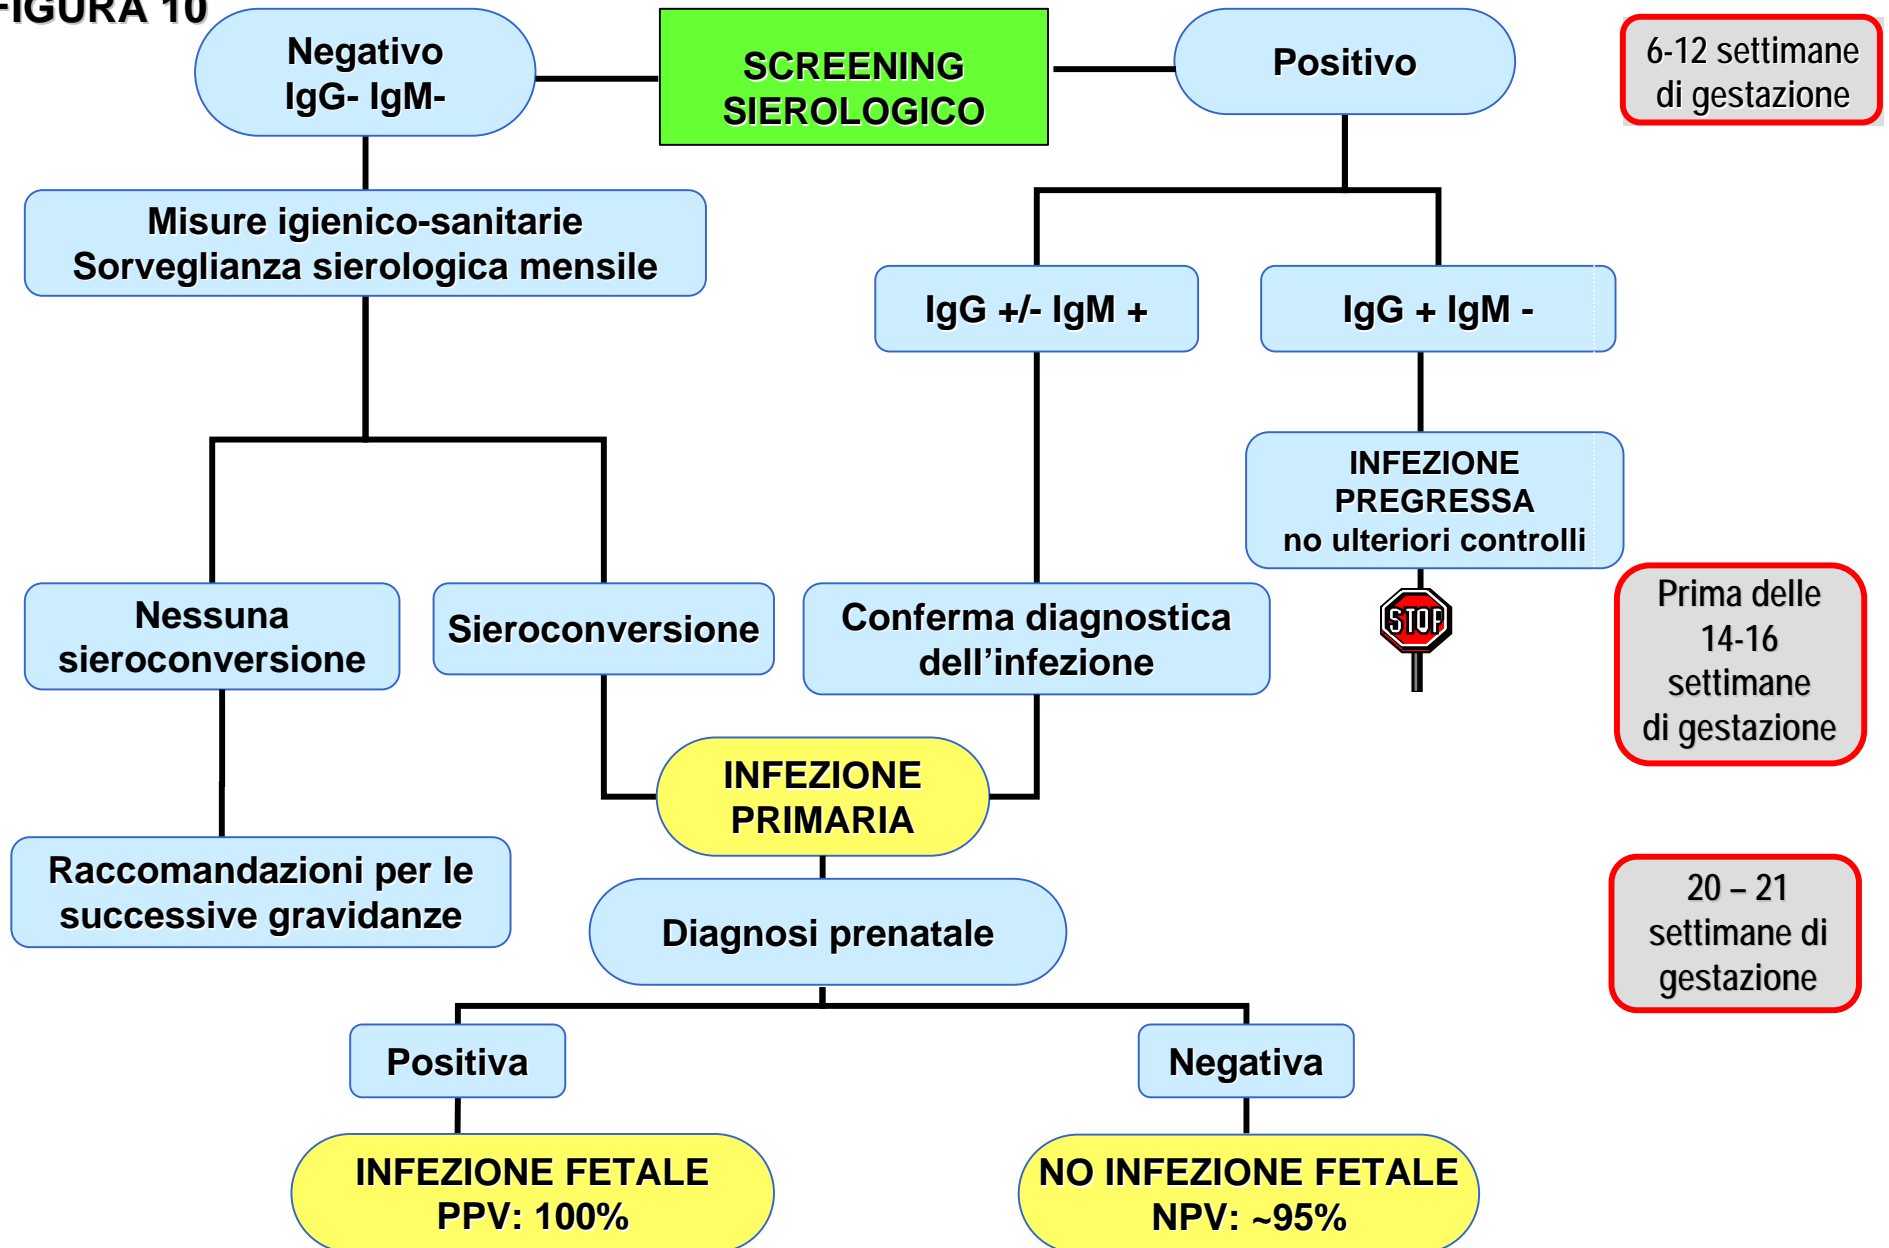 FIGURA 10
Negativo
IgG- IgM-
SCREENING
SIEROLOGICO
Positivo
6-12 settimane
di gestazione
Misure igienico-sanitarie
Sorveglianza sierologica mensile
IgG +/- IgM +
IgG + IgM -
INFEZIONE
PREGRESSA
no ulteriori controlli
STOP
Nessuna
sieroconversione
Sieroconversione
Conferma diagnostica
dell’infezione
Prima delle
14-16
settimane
di gestazione
INFEZIONE
PRIMARIA
Raccomandazioni per le
successive gravidanze
Diagnosi prenatale
20 – 21
settimane di
gestazione
Positiva
Negativa
INFEZIONE FETALE
PPV: 100%
NO INFEZIONE FETALE
NPV: ~95%